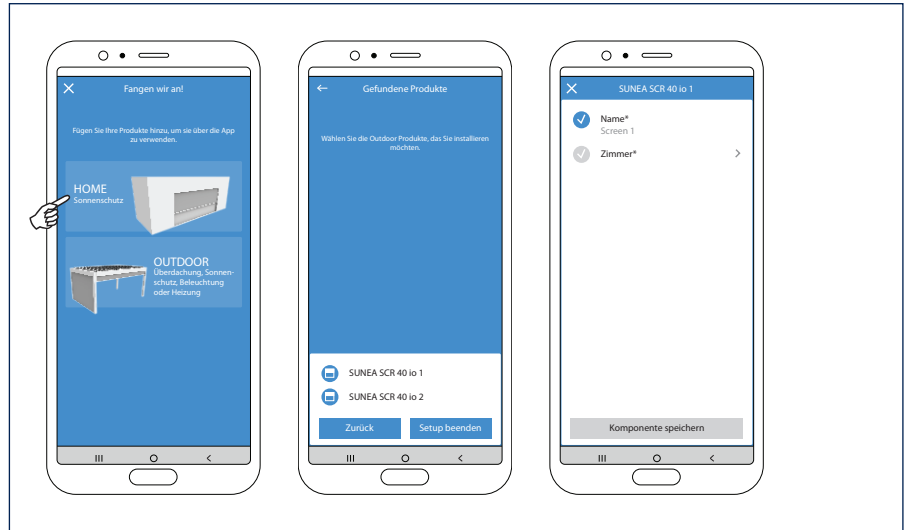 Fangen wir an!
Fügen Sie Ihre Produkte hinzu, um sie über die App
zu verwenden.
HOME
Sonnenschutz
OUTDOOR
Überdachung, Sonnen-
schutz, Beleuchtung
oder Heizung
Gefundene Produkte
Wählen Sie die Outdoor Produkte, das Sie installieren
möchten.
SUNEA SCR 40 io 1
SUNEA SCR 40 io 2
Zurück
Setup beenden
SUNEA SCR 40 io 1
Name*
Screen 1
Zimmer*
Komponente speichern